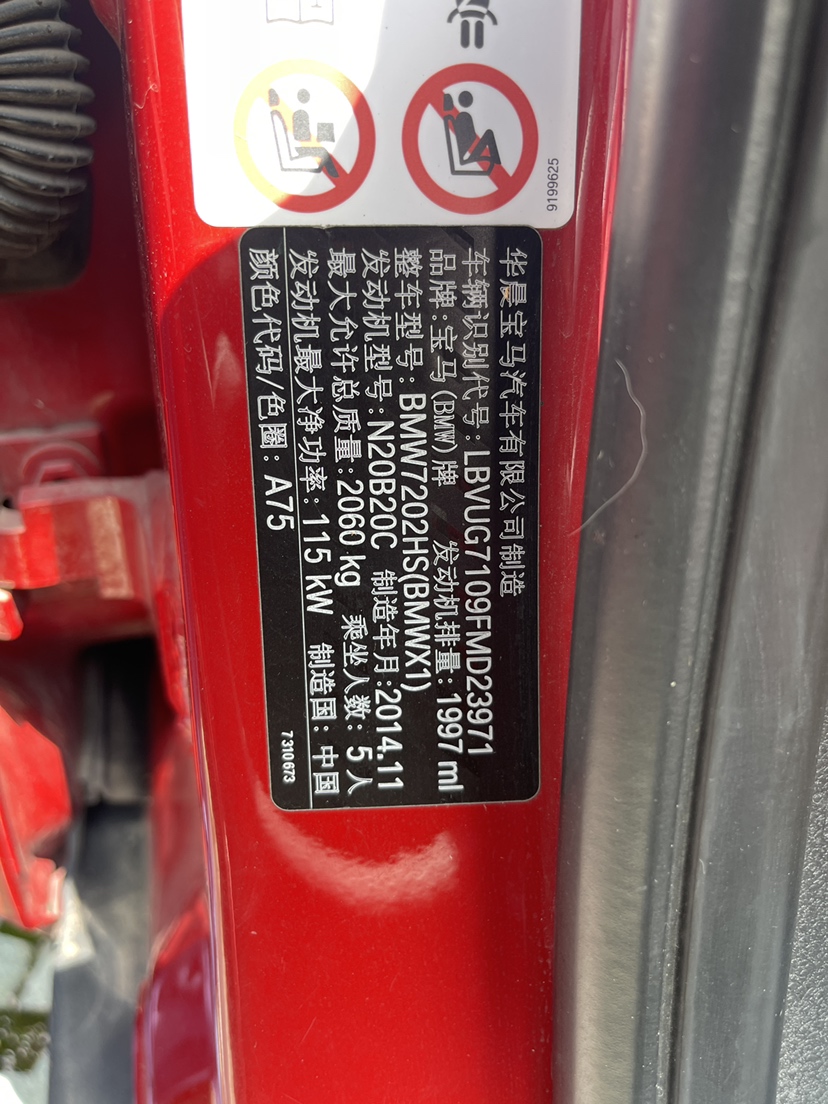 9199625
华晨宝马汽车有限公司制造
车辆识别代号:LBVUG7109FMD23971
品牌:宝马(BMW)牌 发动机排量:1997 ml
整车型号:BMW7202HS(BMWX1)
发动机型号:N20B20C 制造年月:2014.11
最大允许总质量:2060 kg 乘坐人数:5人
发动机最大净功率:115 kW 制造国:中国
颜色代码/色圈:A75
7 310 673